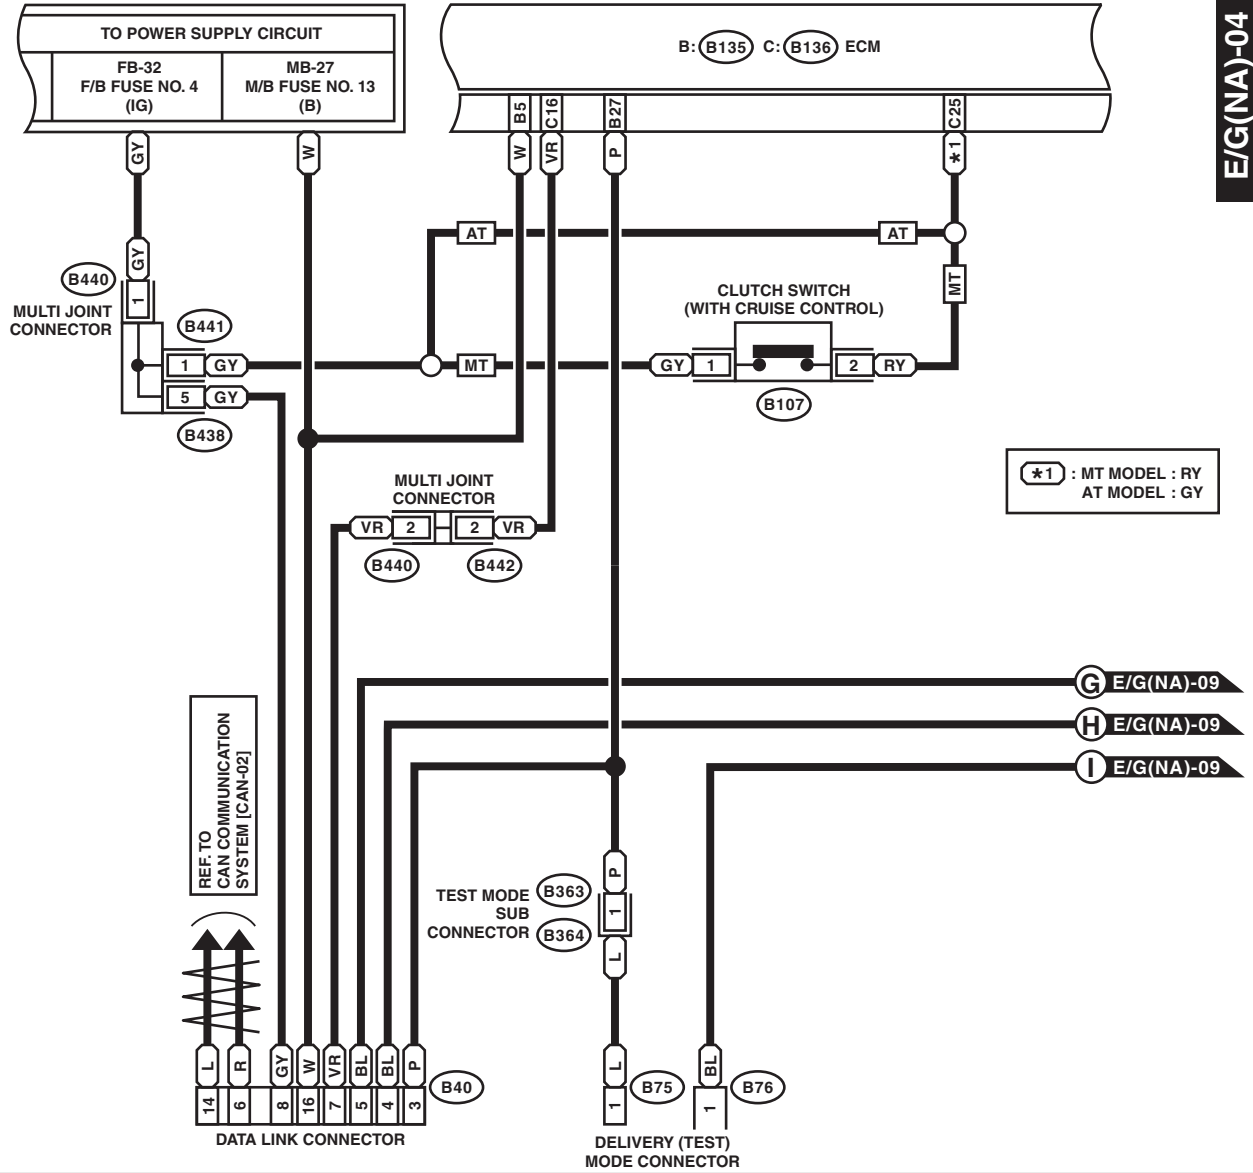 TO POWER SUPPLY CIRCUIT
FB-32
F/B FUSE NO. 4
(IG)
MB-27
M/B FUSE NO. 13
(B)
B: B135 C: B136 ECM
E/G(NA)-04
B5
C16
B27
C25
GY
W
W
VR
P
*1
AT
AT
GY
B440
MULTI JOINT
CONNECTOR
1
MT
CLUTCH SWITCH
(WITH CRUISE CONTROL)
B441
1 GY
MT
GY 1
2 RY
5 GY
B107
B438
*1 : MT MODEL : RY
AT MODEL : GY
MULTI JOINT
CONNECTOR
VR 2
2 VR
B440
B442
G E/G(NA)-09
H E/G(NA)-09
I E/G(NA)-09
REF. TO
CAN COMMUNICATION
SYSTEM [CAN-02]
P
TEST MODE
SUB
CONNECTOR
B363
1
B364
L
L
R
GY
W
VR
BL
BL
P
B40
14
6
8
16
7
5
4
3
DATA LINK CONNECTOR
L
B75
1
BL
B76
1
DELIVERY (TEST)
MODE CONNECTOR